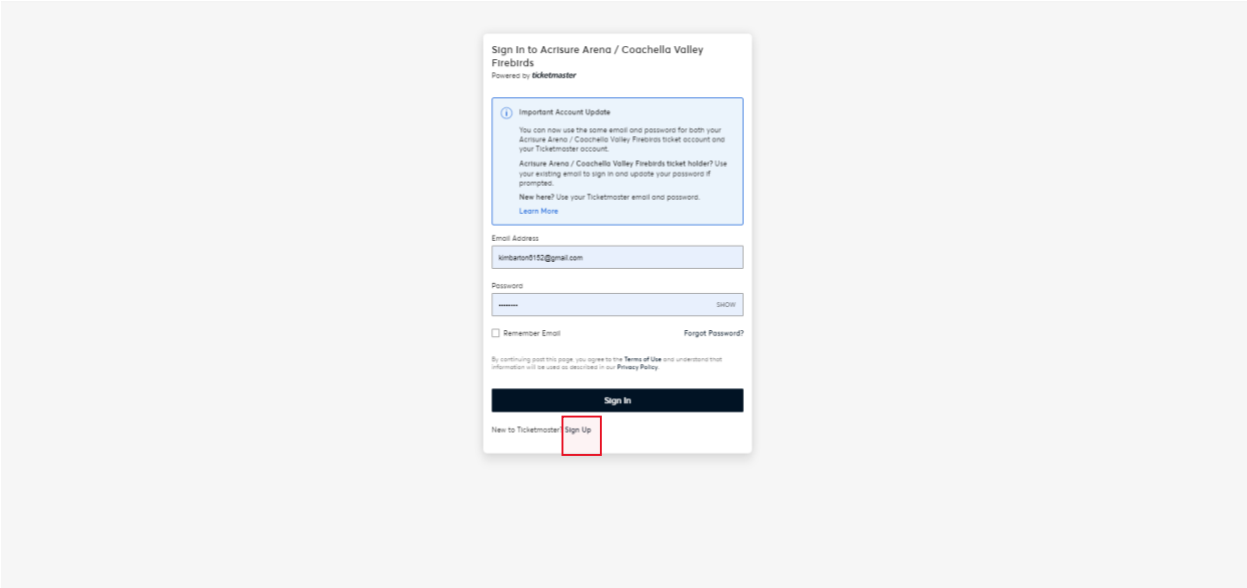 Sign In to Acrisure Arena / Coachella Valley
Firebirds
Powered by ticketmaster
Important Account Update
You can now use the same email and password for both your
Acrisure Arena / Coachella Valley Firebirds ticket account and
your Ticketmaster account.
Acrisure Arena / Coachella Valley Firebirds ticket holder? Use
your existing email to sign in and update your password if
prompted.
New here? Use your Ticketmaster email and password.
Learn More
Email Address
kimbarton5152@gmail.com
Password
SHOW
Remember Email
Forgot Password?
By continuing past this page, you agree to the Terms of Use and understand that
information will be used as described in our Privacy Policy.
Sign In
New to Ticketmaster? Sign Up